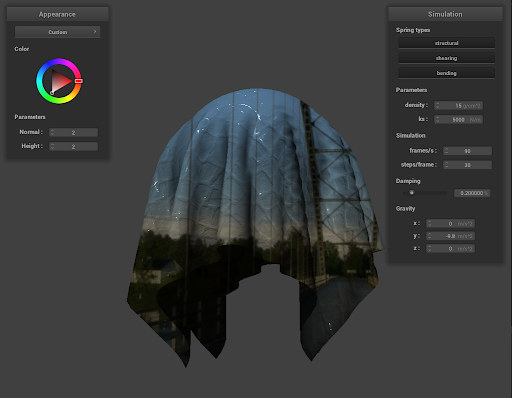 Appearance
Custom
Color
Parameters
Normal : 2
Height : 2
Simulation
Spring types
structural
shearing
bending
Parameters
density : 15 g/cm^2
ks : 5000 N/m
Simulation
frames/s : 90
steps/frame : 30
Damping
0.200000 %
Gravity
x : 0 m/s^2
y : -9.8 m/s^2
z : 0 m/s^2